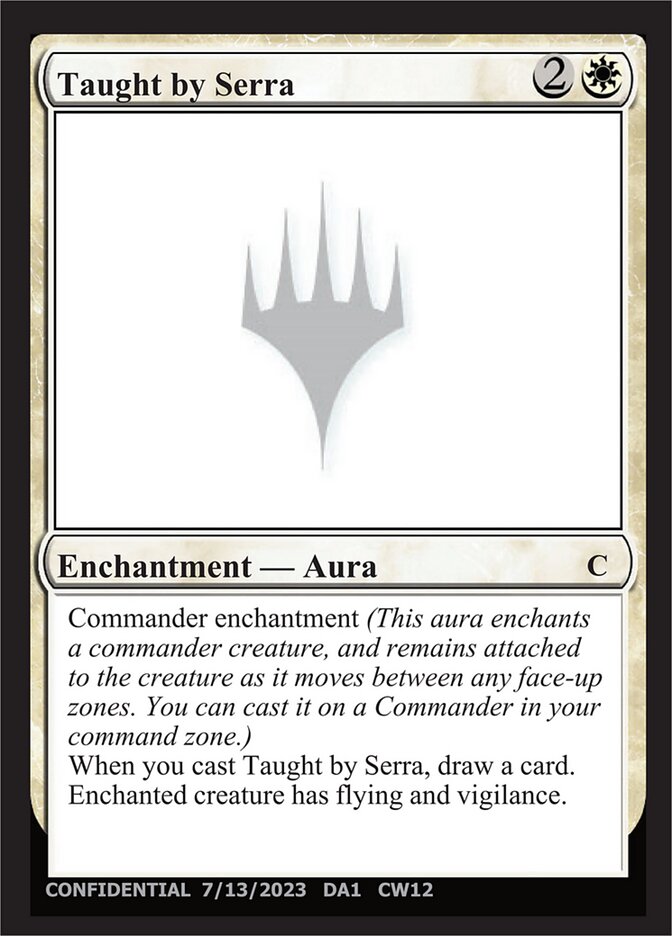 Taught by Serra 2
Enchantment — Aura C
Commander enchantment (This aura enchants
a commander creature, and remains attached
to the creature as it moves between any face-up
zones. You can cast it on a Commander in your
command zone.)
When you cast Taught by Serra, draw a card.
Enchanted creature has flying and vigilance.
CONFIDENTIAL 7/13/2023 DA1 CW12